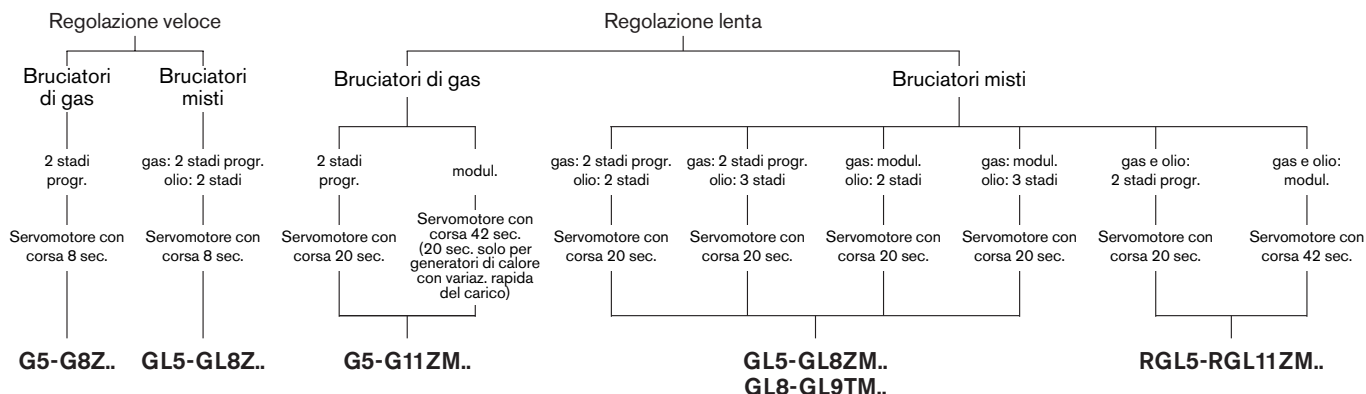 Regolazione veloce
Regolazione lenta
Bruciatori
di gas
Bruciatori
misti
Bruciatori di gas
Bruciatori misti
2 stadi
progr.
gas: 2 stadi progr.
olio: 2 stadi
2 stadi
progr.
modul.
gas: 2 stadi progr.
olio: 2 stadi
gas: 2 stadi progr.
olio: 3 stadi
gas: modul.
olio: 2 stadi
gas: modul.
olio: 3 stadi
gas e olio:
2 stadi progr.
gas e olio:
modul.
Servomotore con
corsa 8 sec.
Servomotore con
corsa 8 sec.
Servomotore con
corsa 20 sec.
Servomotore con
corsa 42 sec.
(20 sec. solo per
generatori di calore
con variaz. rapida
del carico)
Servomotore con
corsa 20 sec.
Servomotore con
corsa 20 sec.
Servomotore con
corsa 20 sec.
Servomotore con
corsa 20 sec.
Servomotore con
corsa 20 sec.
Servomotore con
corsa 42 sec.
G5-G8Z..
GL5-GL8Z..
G5-G11ZM..
GL5-GL8ZM..
GL8-GL9TM..
RGL5-RGL11ZM..